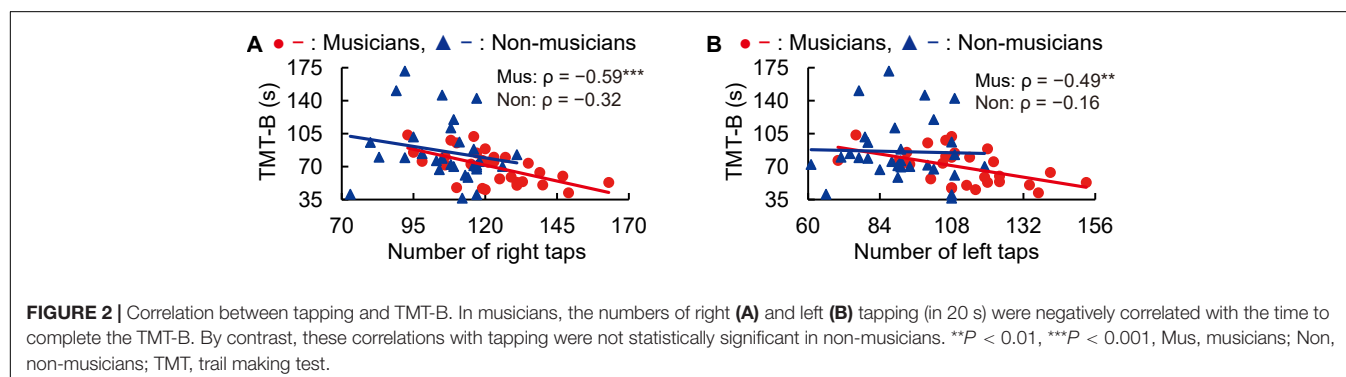 A ● – : Musicians, ▲ – : Non-musicians
Mus: ρ = −0.59***
Non: ρ = −0.32
TMT-B (s)
175
140
105
70
35
70 95 120 145 170
Number of right taps
B ● – : Musicians, ▲ – : Non-musicians
Mus: ρ = −0.49**
Non: ρ = −0.16
TMT-B (s)
175
140
105
70
35
60 84 108 132 156
Number of left taps
FIGURE 2 | Correlation between tapping and TMT-B. In musicians, the numbers of right (A) and left (B) tapping (in 20 s) were negatively correlated with the time to
complete the TMT-B. By contrast, these correlations with tapping were not statistically significant in non-musicians. **P < 0.01, ***P < 0.001, Mus, musicians; Non,
non-musicians; TMT, trail making test.